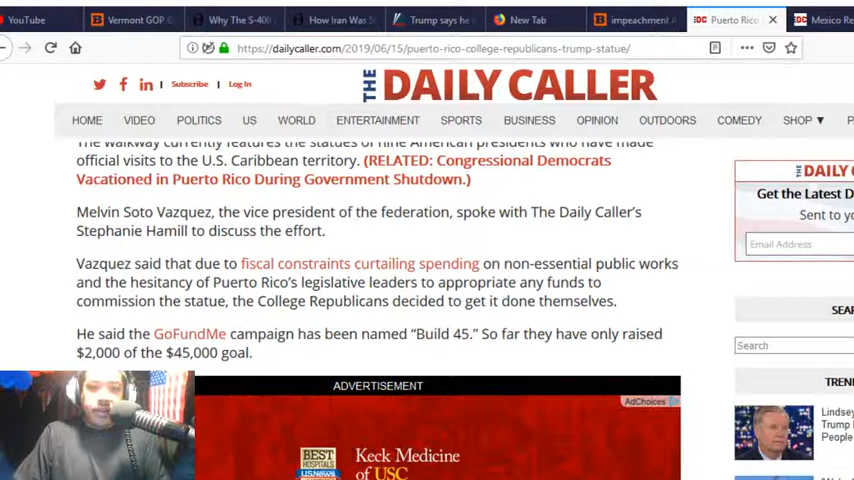 YouTube
Vermont GOP G
Why The S-400
How Iran Was S
Trump says he
New Tab
impeachment A
Puerto Rico
Mexico Re
https://dailycaller.com/2019/06/15/puerto-rico-college-republicans-trump-statue/
Subscribe
Log In
THE DAILY CALLER
HOME VIDEO POLITICS US WORLD ENTERTAINMENT SPORTS BUSINESS OPINION OUTDOORS COMEDY SHOP ▼ P
The walkway currently features the statues of nine American presidents who have made
official visits to the U.S. Caribbean territory. (RELATED: Congressional Democrats
Vacationed in Puerto Rico During Government Shutdown.)
Melvin Soto Vazquez, the vice president of the federation, spoke with The Daily Caller’s
Stephanie Hamill to discuss the effort.
Vazquez said that due to fiscal constraints curtailing spending on non-essential public works
and the hesitancy of Puerto Rico’s legislative leaders to appropriate any funds to
commission the statue, the College Republicans decided to get it done themselves.
He said the GoFundMe campaign has been named “Build 45.” So far they have only raised
$2,000 of the $45,000 goal.
ADVERTISEMENT
AdChoices
BEST
HOSPITALS
U.S.News
Keck Medicine
of USC
THE DAILY C
Get the Latest D
Sent to yo
Email Address
SEAR
Search
TREN
Lindsey
Trump
People